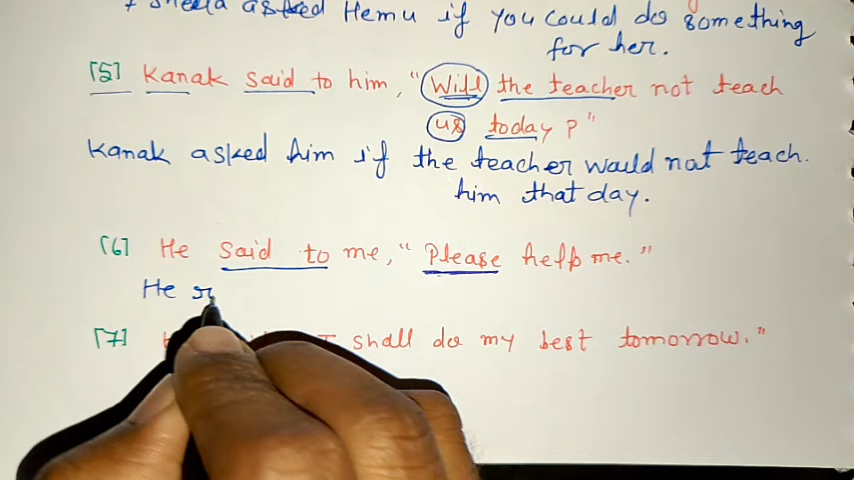 asked Hemu if you could do something
for her.
[5] Kanak said to him, "Will the teacher not teach
us today ?"
Kanak asked him if the teacher would not teach.
him that day.
[6] He said to me, "Please help me."
He r
[7] shall do my best tomorrow."